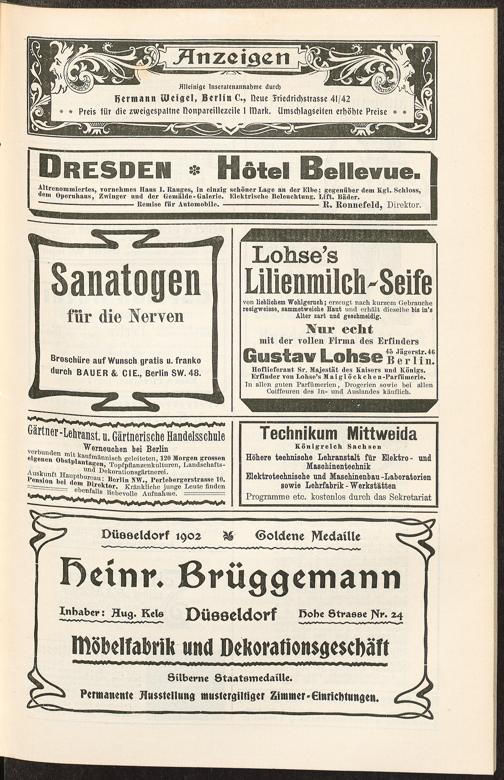 Anzeigen
Alleinige Inseratenannahme durch
Hermann Weigel, Berlin C., Neue Friedrichstrasse 41/42
* * Preis für die zweigespaltne Nonpareillezeile 1 Mark. Umschlagseiten erhöhte Preise * *
DRESDEN * Hôtel Bellevue.
Altrenommiertes, vornehmes Haus I. Ranges, in einzig schöner Lage an der Elbe; gegenüber dem Kgl. Schloss,
dem Opernhaus, Zwinger und der Gemälde-Galerie. Elektrische Beleuchtung. Lift. Bäder.
Remise für Automobile. R. Ronnefeld, Direktor.
Sanatogen
für die Nerven
Broschüre auf Wunsch gratis u. franko
durch BAUER & CIE., Berlin SW. 48.
Lohse's
Lilienmilch-Seife
von lieblichem Wohlgeruch; erzeugt nach kurzem Gebrauche
rosigweisse, sammetweiche Haut und erhält dieselbe bis in's
Alter zart und geschmeidig.
Nur echt
mit der vollen Firma des Erfinders
Gustav Lohse 45 Jägerstr. 46
Berlin.
Hoflieferant Sr. Majestät des Kaisers und Königs.
Erfinder von Lohse's Maiglöckchen-Parfümerie.
In allen guten Parfümerien, Drogerien sowie bei allen
Coiffeuren des In- und Auslandes käuflich.
Gärtner-Lehranst. u. Gärtnerische Handelsschule
Werneuchen bei Berlin
verbunden mit kaufmännisch geleiteten, 120 Morgen grossen
eigenen Obstplantagen, Topfpflanzenkulturen, Landschafts-
und Dekorationsgärtnerei.
Auskunft Hauptbureau: Berlin NW., Perlebergerstrasse 10.
Pension bei dem Direktor. Kränkliche junge Leute finden
ebenfalls liebevolle Aufnahme.
Technikum Mittweida
Königreich Sachsen
Höhere technische Lehranstalt für Elektro- und
Maschinentechnik
Elektrotechnische und Maschinenbau-Laboratorien
sowie Lehrfabrik-Werkstätten
Programme etc. kostenlos durch das Sekretariat
Düsseldorf 1902 Goldene Medaille
Heinr. Brüggemann
Inhaber: Aug. Kels Düsseldorf Hohe Strasse Nr. 24
Möbelfabrik und Dekorationsgeschäft
Silberne Staatsmedaille.
Permanente Ausstellung mustergiltiger Zimmer-Einrichtungen.